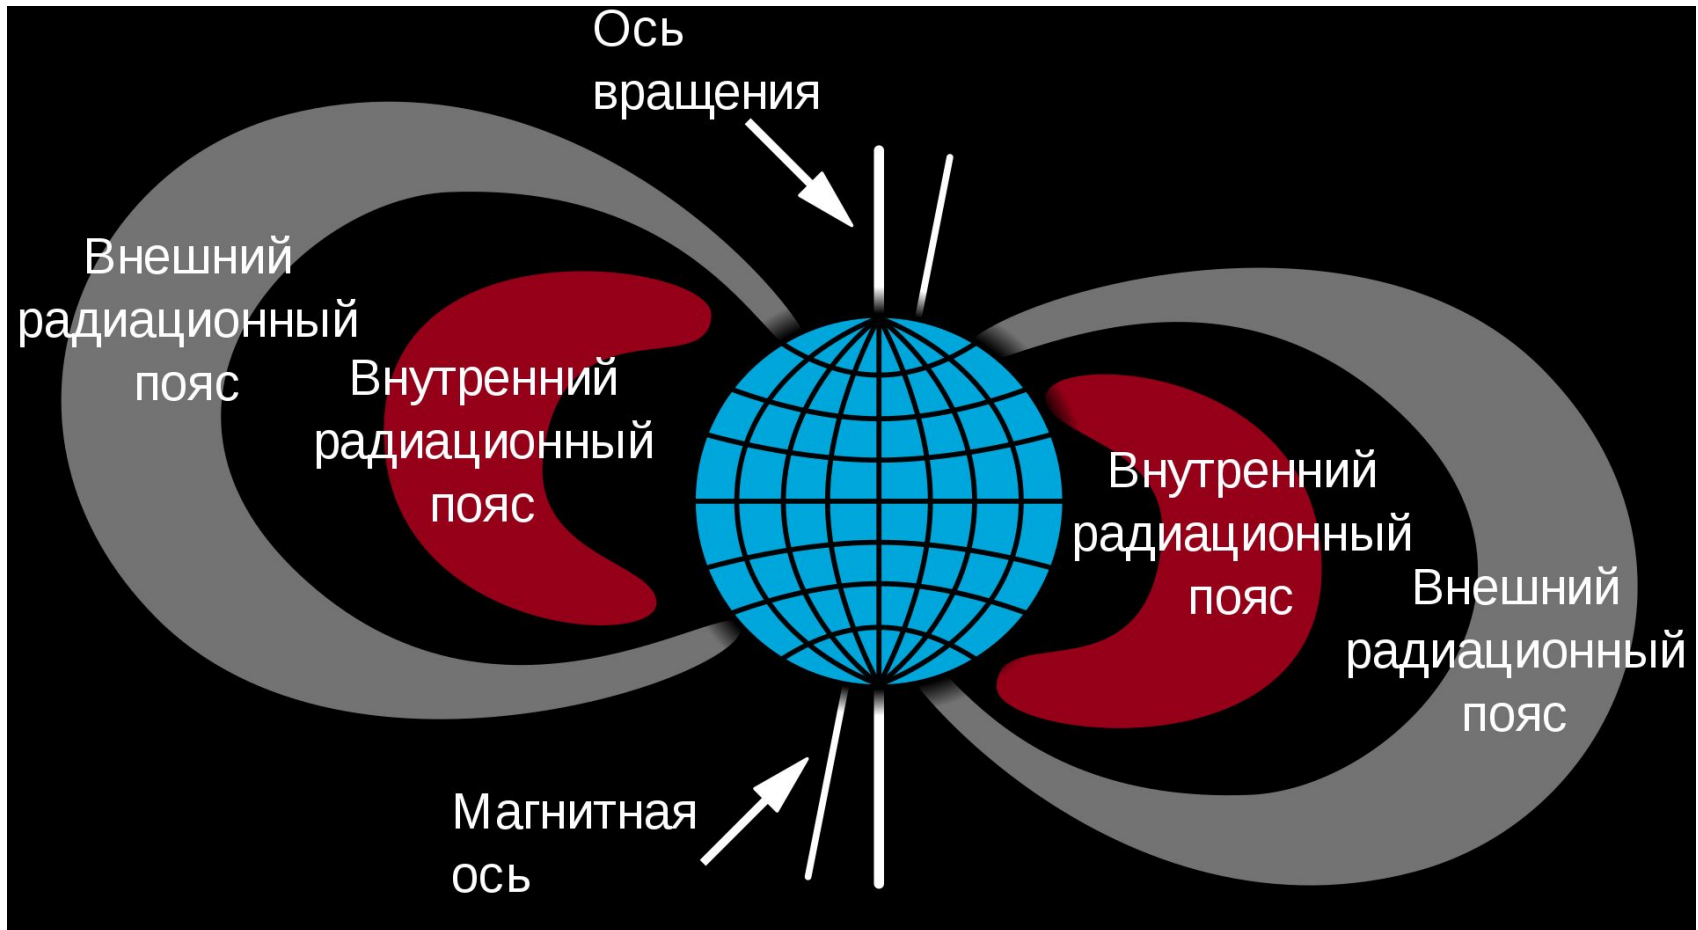 Ось
вращения
Внешний
радиационный
пояс
Внутренний
радиационный
пояс
Внутренний
радиационный
пояс
Внешний
радиационный
пояс
Магнитная
ось